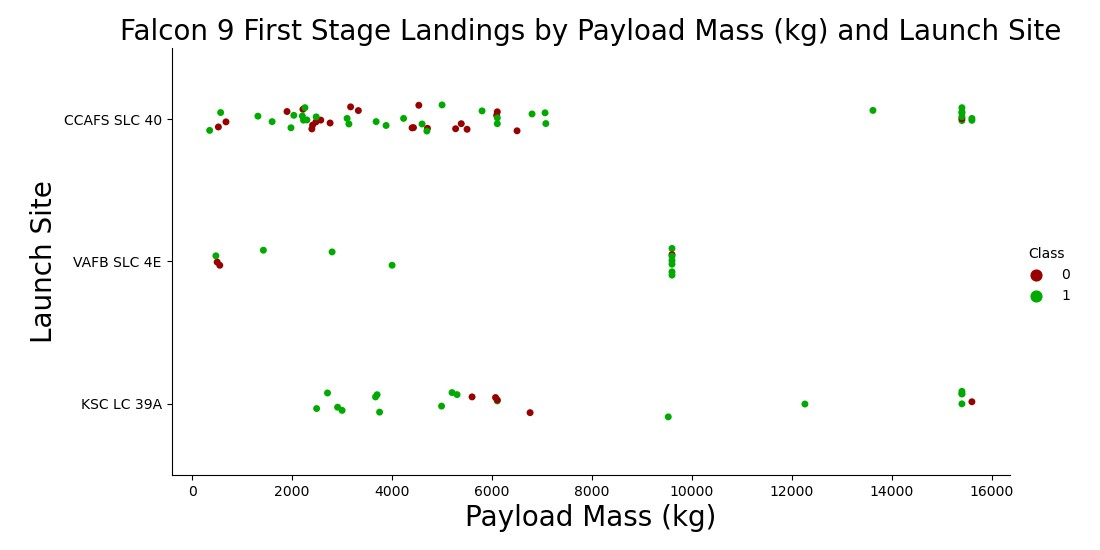 Falcon 9 First Stage Landings by Payload Mass (kg) and Launch Site
Launch Site
CCAFS SLC 40
VAFB SLC 4E
KSC LC 39A
0 2000 4000 6000 8000 10000 12000 14000 16000
Payload Mass (kg)
Class
0
1